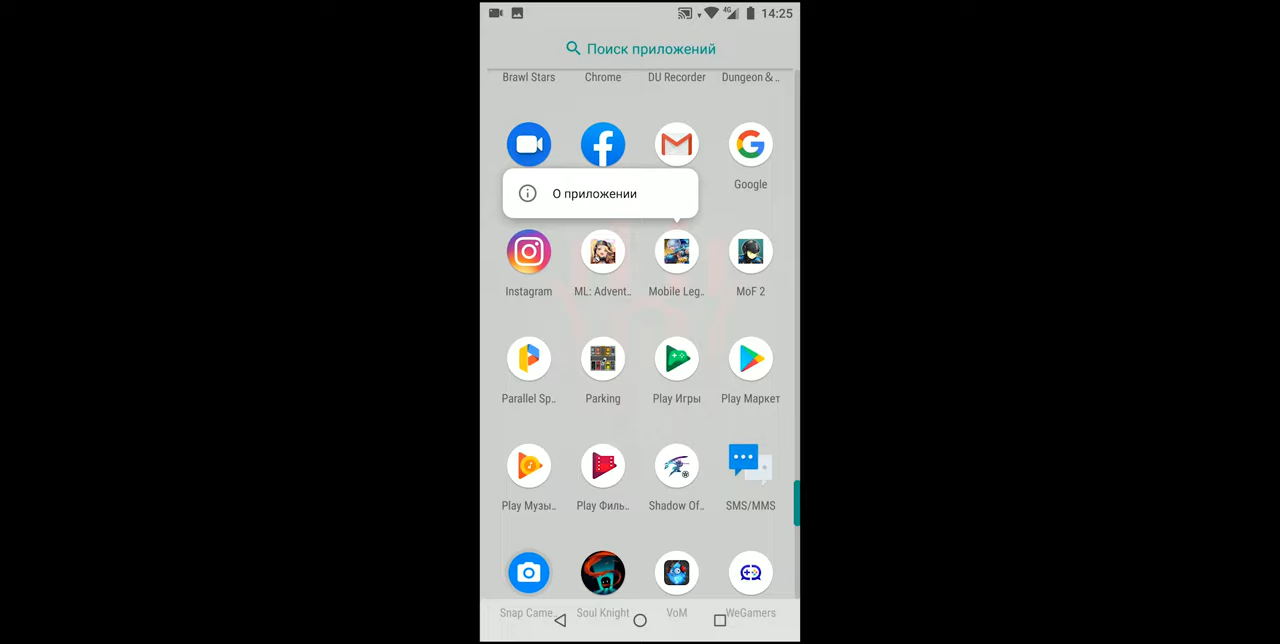 4G 14:25
Поиск приложений
Brawl Stars Chrome DU Recorder Dungeon & ..
Google
О приложении
Instagram ML: Advent.. Mobile Leg.. MoF 2
Parallel Sp.. Parking Play Игры Play Маркет
Play Музы.. Play Филь.. Shadow Of.. SMS/MMS
Snap Came.. Soul Knight VoM WeGamers